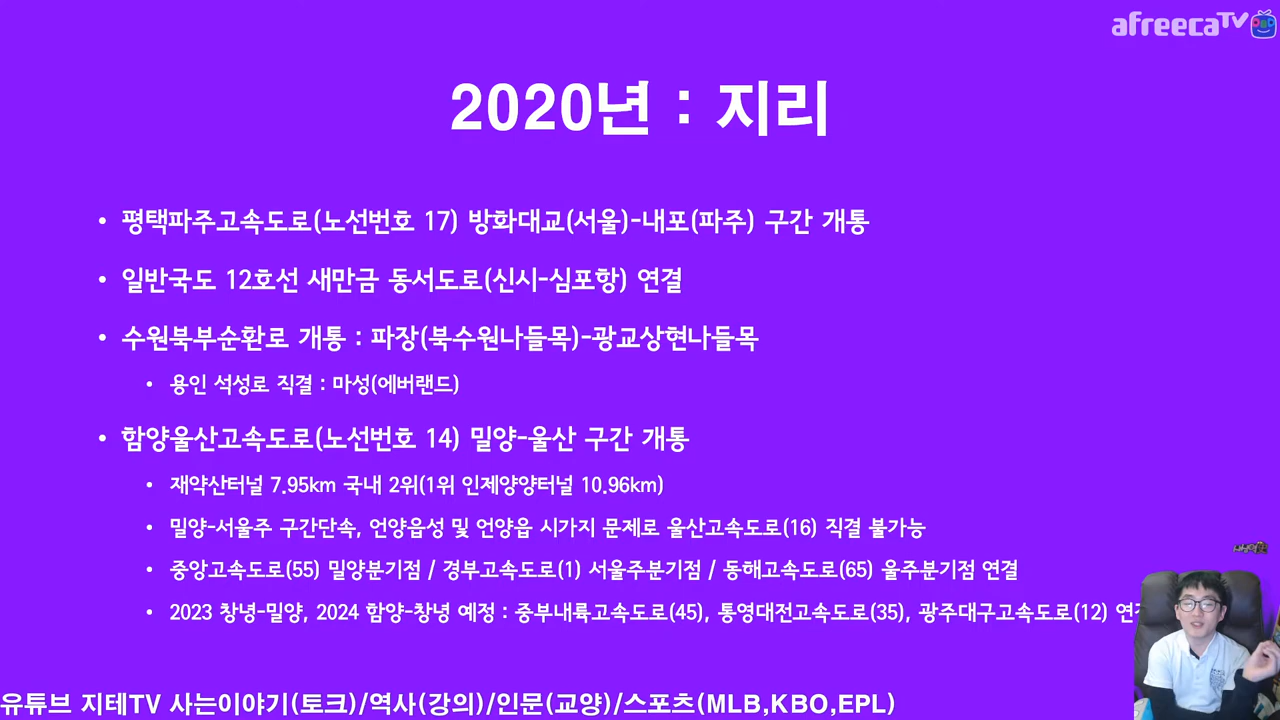 afreecaTV
2020년 : 지리
• 평택파주고속도로(노선번호 17) 방화대교(서울)-내포(파주) 구간 개통
• 일반국도 12호선 새만금 동서도로(신시-심포항) 연결
• 수원북부순환로 개통 : 파장(북수원나들목)-광교상현나들목
• 용인 석성로 직결 : 마성(에버랜드)
• 함양울산고속도로(노선번호 14) 밀양-울산 구간 개통
• 재약산터널 7.95km 국내 2위(1위 인제양양터널 10.96km)
• 밀양-서울주 구간단속, 언양읍성 및 언양읍 시가지 문제로 울산고속도로(16) 직결 불가능
• 중앙고속도로(55) 밀양분기점 / 경부고속도로(1) 서울주분기점 / 동해고속도로(65) 울주분기점 연결
• 2023 창녕-밀양, 2024 함양-창녕 예정 : 중부내륙고속도로(45), 통영대전고속도로(35), 광주대구고속도로(12)
유튜브 지테TV 사는이야기(토크)/역사(강의)/인문(교양)/스포츠(MLB,KBO,EPL)